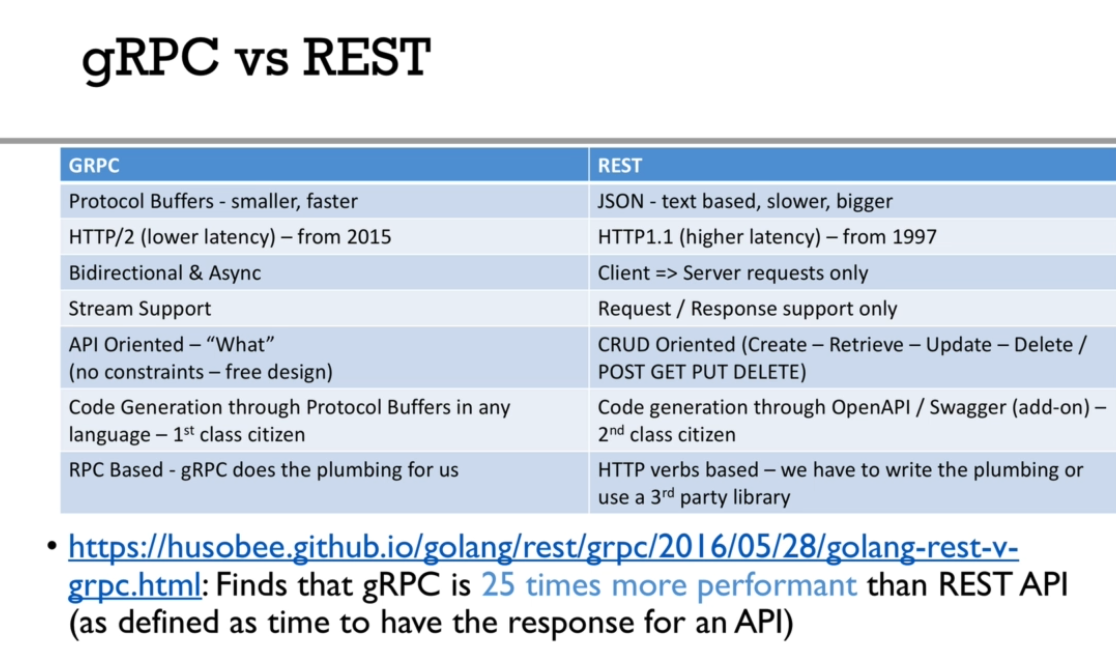 gRPC vs REST
GRPC
REST
Protocol Buffers - smaller, faster
JSON - text based, slower, bigger
HTTP/2 (lower latency) – from 2015
HTTP1.1 (higher latency) – from 1997
Bidirectional & Async
Client => Server requests only
Stream Support
Request / Response support only
API Oriented – “What”
(no constraints – free design)
CRUD Oriented (Create – Retrieve – Update – Delete /
POST GET PUT DELETE)
Code Generation through Protocol Buffers in any
language – 1st class citizen
Code generation through OpenAPI / Swagger (add-on) –
2nd class citizen
RPC Based - gRPC does the plumbing for us
HTTP verbs based – we have to write the plumbing or
use a 3rd party library
• https://husobee.github.io/golang/rest/grpc/2016/05/28/golang-rest-v-
grpc.html: Finds that gRPC is 25 times more performant than REST API
(as defined as time to have the response for an API)